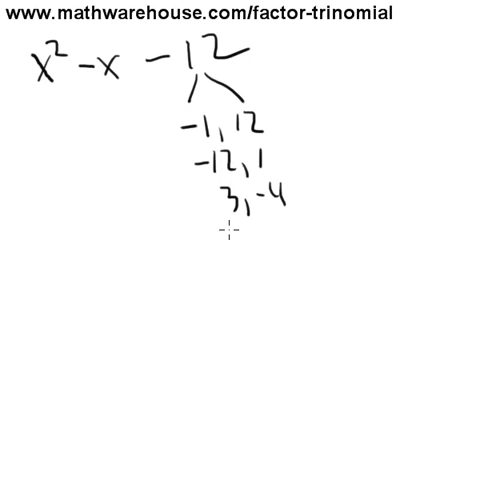 www.mathwarehouse.com/factor-trinomial
x² - x - 12
-1, 12
-12, 1
3, -4